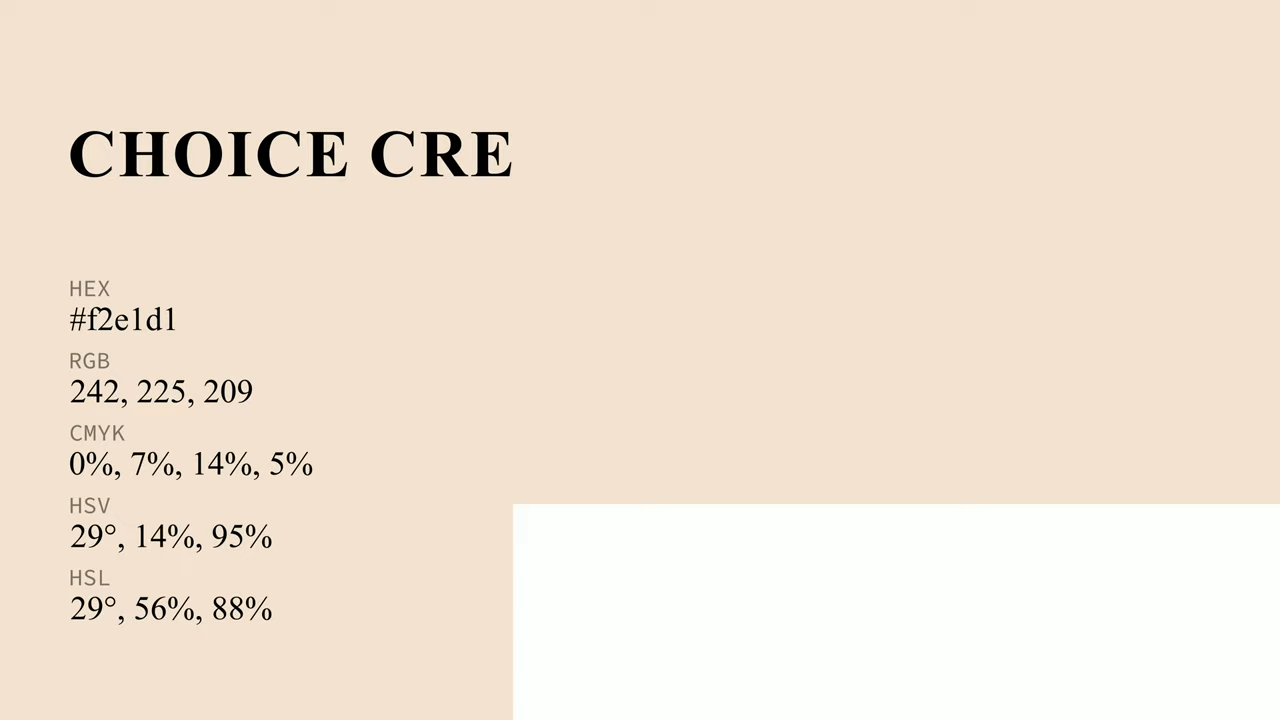 CHOICE CRE
HEX
#f2e1d1
RGB
242, 225, 209
CMYK
0%, 7%, 14%, 5%
HSV
29°, 14%, 95%
HSL
29°, 56%, 88%